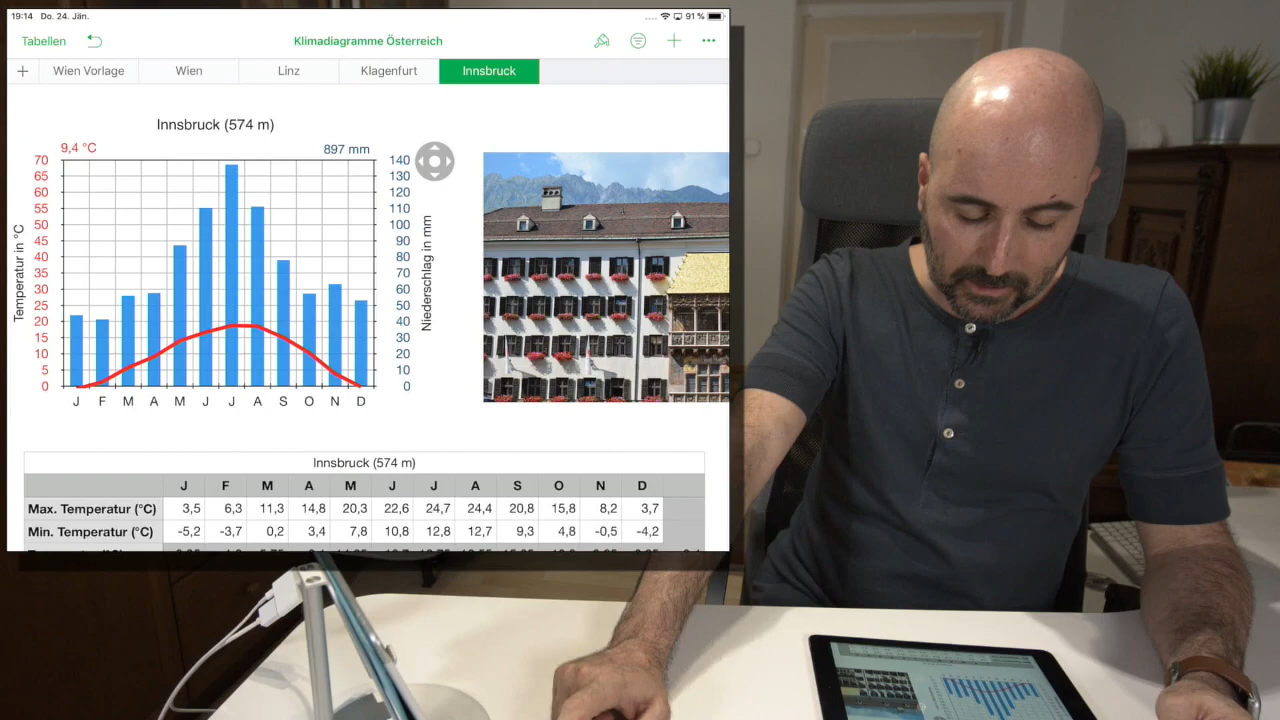 19:14 Do. 24. Jän. 91 %
Tabellen Klimadiagramme Österreich
Wien Vorlage Wien Linz Klagenfurt Innsbruck
Innsbruck (574 m)
9,4 °C 897 mm
70 140
65 130
60 120
55 110
50 100
45 90
40 80
35 70
30 60
25 50
20 40
15 30
10 20
5 10
0 0
Temperatur in °C
Niederschlag in mm
J F M A M J J A S O N D
Innsbruck (574 m)
J F M A M J J A S O N D
Max. Temperatur (°C) 3,5 6,3 11,3 14,8 20,3 22,6 24,7 24,4 20,8 15,8 8,2 3,7
Min. Temperatur (°C) -5,2 -3,7 0,2 3,4 7,8 10,8 12,8 12,7 9,3 4,8 -0,5 -4,2